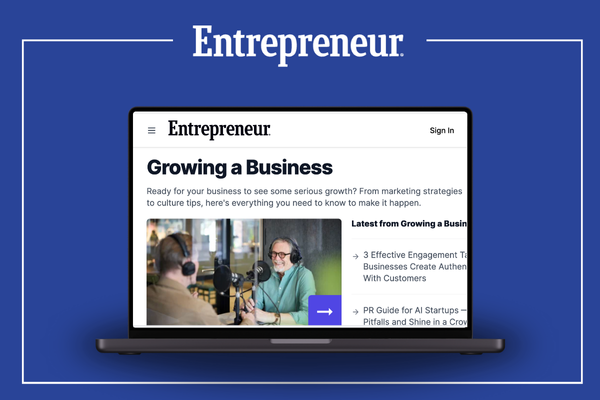 Entrepreneur
Entrepreneur
Sign In
Growing a Business
Ready for your business to see some serious growth? From marketing strategies
to culture tips, here's everything you need to know to make it happen.
Latest from Growing a Busin
3 Effective Engagement Ta
Businesses Create Authen
With Customers
PR Guide for AI Startups —
Pitfalls and Shine in a Crow